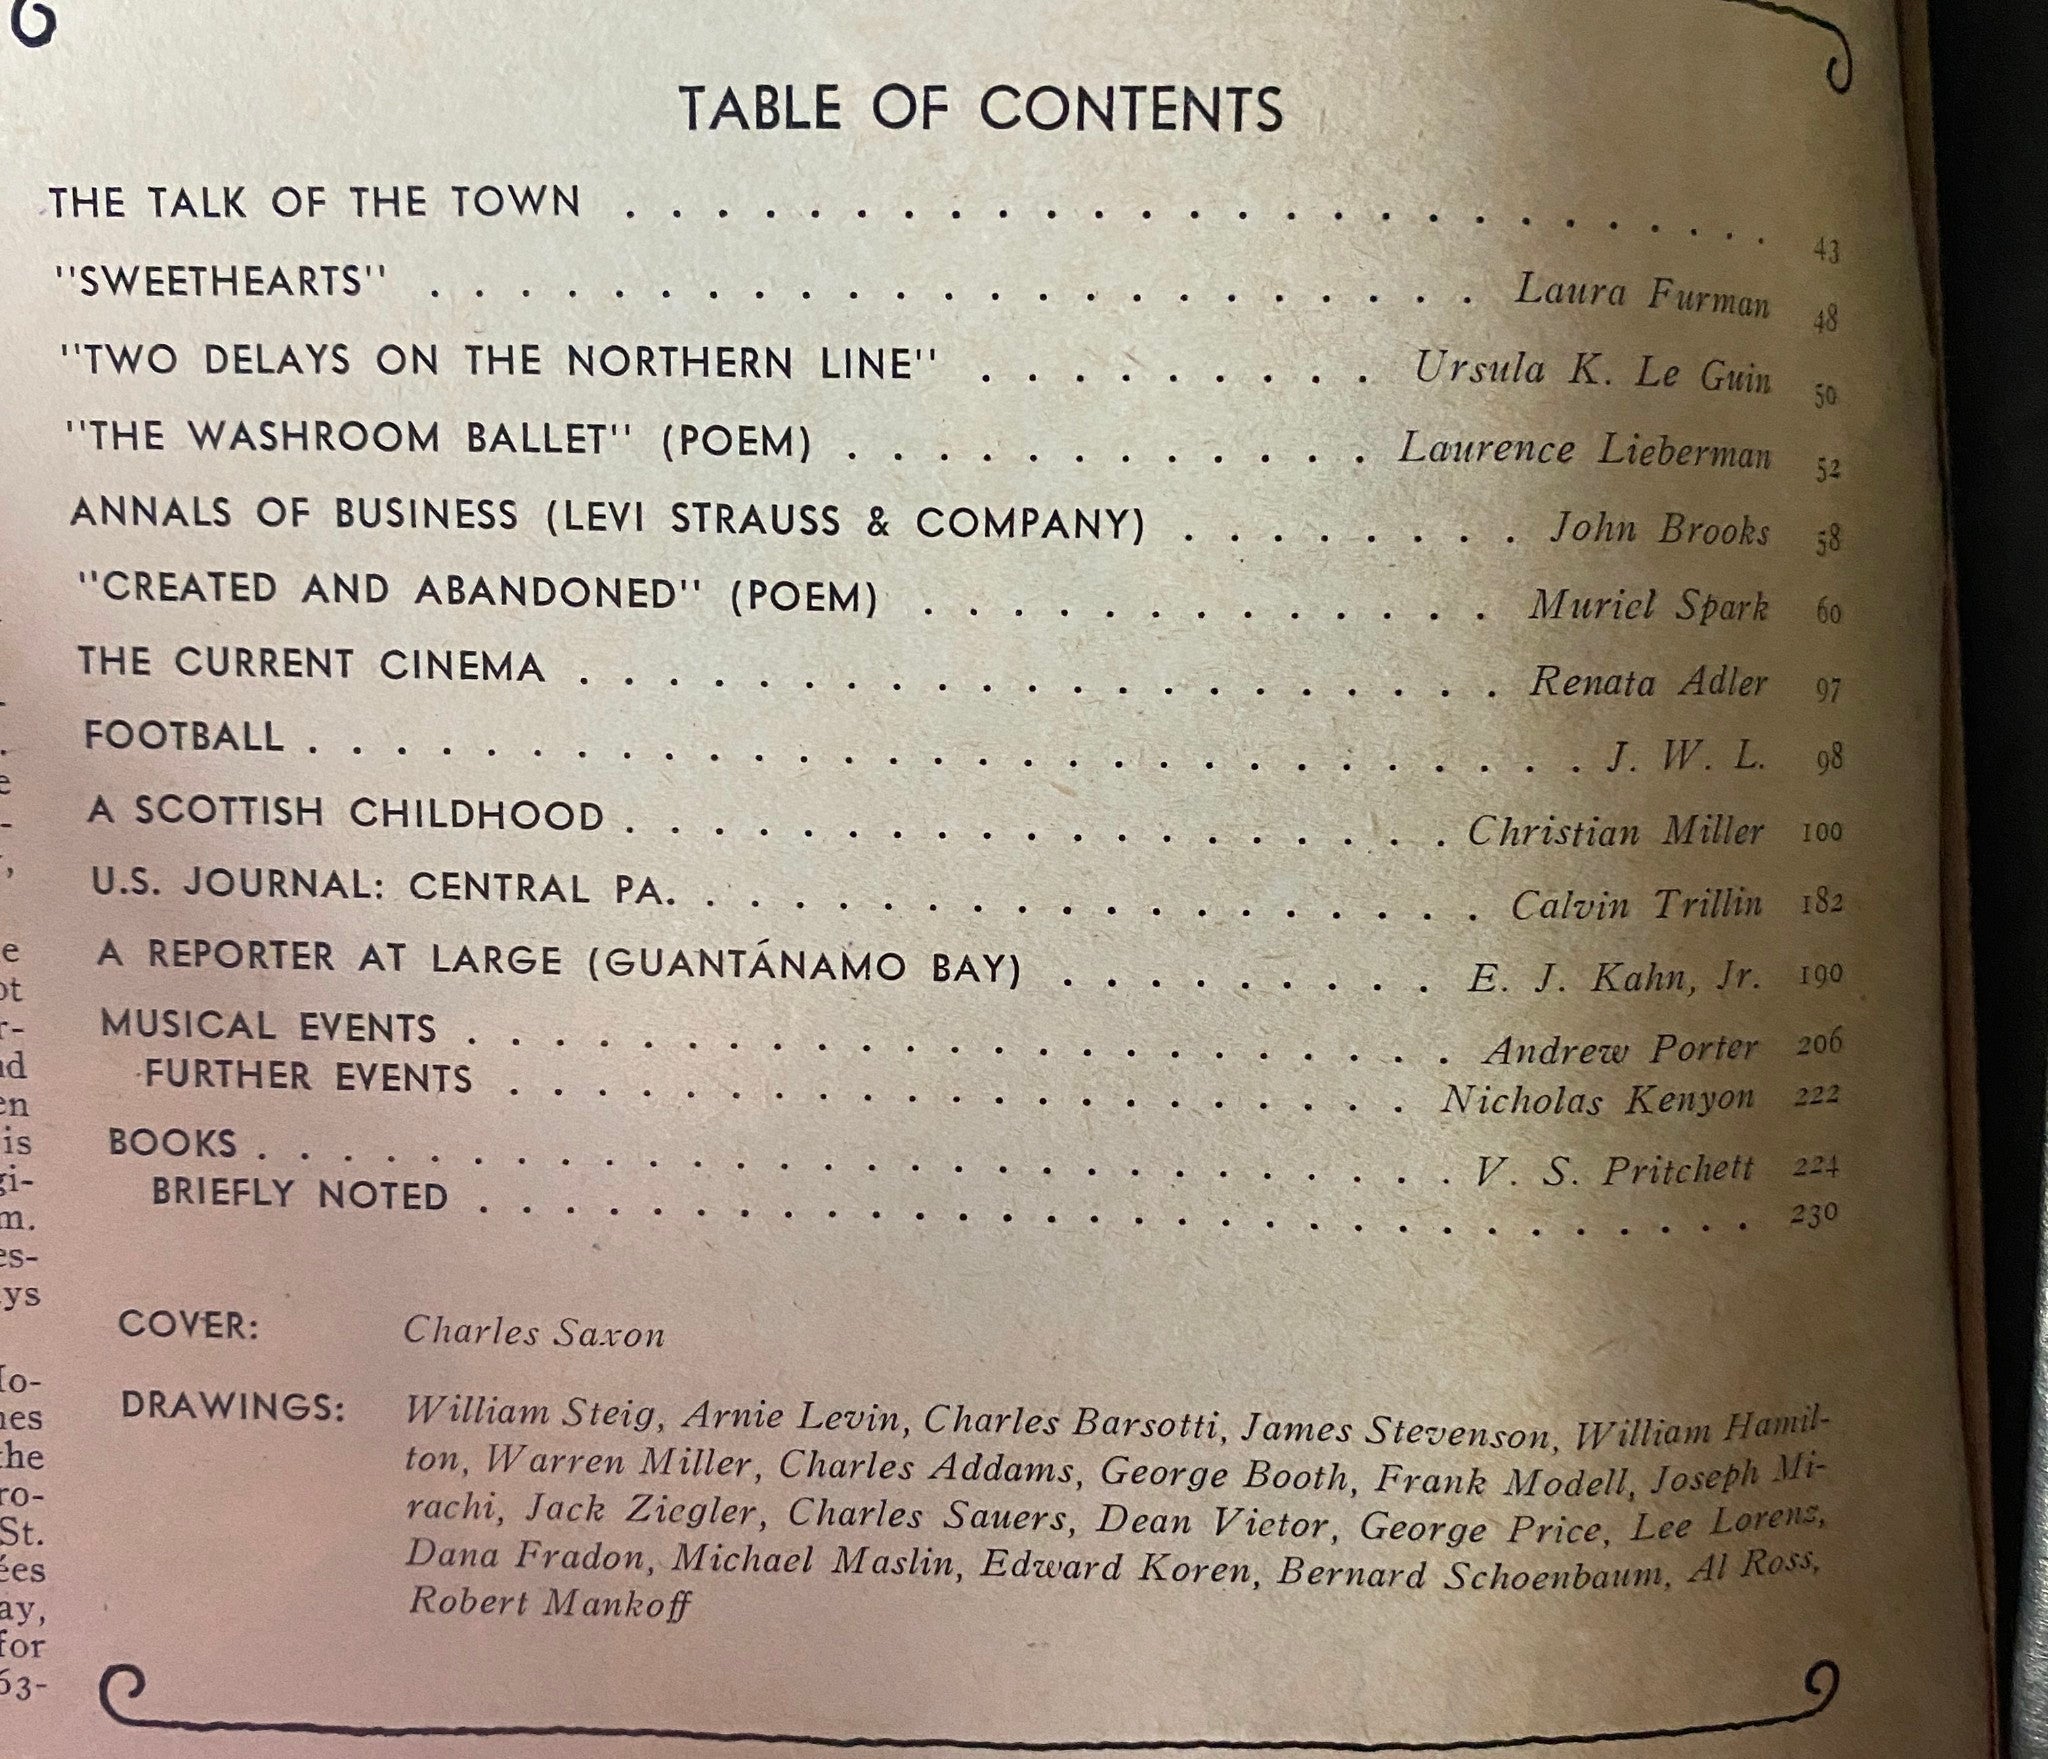 TABLE OF CONTENTS
THE TALK OF THE TOWN . . . . . . . . . . . . . . . . . . . . . . . . 43
"SWEETHEARTS" . . . . . . . . . . . . . . . . . . . . . . . Laura Furman 48
"TWO DELAYS ON THE NORTHERN LINE" . . . . . . . . . Ursula K. Le Guin 50
"THE WASHROOM BALLET" (POEM) . . . . . . . . . . . . Laurence Lieberman 52
ANNALS OF BUSINESS (LEVI STRAUSS & COMPANY) . . . . . . . . John Brooks 58
"CREATED AND ABANDONED" (POEM) . . . . . . . . . . . . . Muriel Spark 60
THE CURRENT CINEMA . . . . . . . . . . . . . . . . . . . . . Renata Adler 97
FOOTBALL . . . . . . . . . . . . . . . . . . . . . . . . . . . . . J. W. L. 98
A SCOTTISH CHILDHOOD . . . . . . . . . . . . . . . . . . . Christian Miller 100
U.S. JOURNAL: CENTRAL PA. . . . . . . . . . . . . . . . . . . Calvin Trillin 182
A REPORTER AT LARGE (GUANTÁNAMO BAY) . . . . . . . . . E. J. Kahn, Jr. 190
MUSICAL EVENTS . . . . . . . . . . . . . . . . . . . . . . . Andrew Porter 206
FURTHER EVENTS . . . . . . . . . . . . . . . . . . . . . Nicholas Kenyon 222
BOOKS . . . . . . . . . . . . . . . . . . . . . . . . . . . . V. S. Pritchett 224
BRIEFLY NOTED . . . . . . . . . . . . . . . . . . . . . . . . . . . . . . 230
COVER: Charles Saxon
DRAWINGS: William Steig, Arnie Levin, Charles Barsotti, James Stevenson, William Hamil-
ton, Warren Miller, Charles Addams, George Booth, Frank Modell, Joseph Mi-
rachi, Jack Ziegler, Charles Sauers, Dean Victor, George Price, Lee Lorenz,
Dana Fradon, Michael Maslin, Edward Koren, Bernard Schoenbaum, Al Ross,
Robert Mankoff